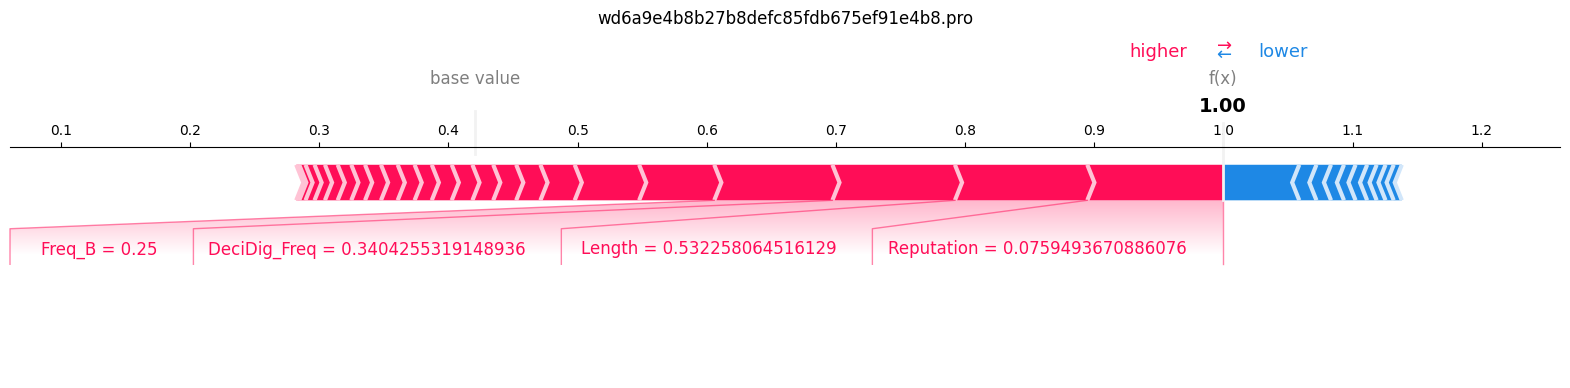 wd6a9e4b8b27b8defc85fdb675ef91e4b8.pro
higher → ← lower
base value f(x)
1.00
0.1 0.2 0.3 0.4 0.5 0.6 0.7 0.8 0.9 1.0 1.1 1.2
Freq_B = 0.25 DeciDig_Freq = 0.3404255319148936 Length = 0.532258064516129 Reputation = 0.0759493670886076